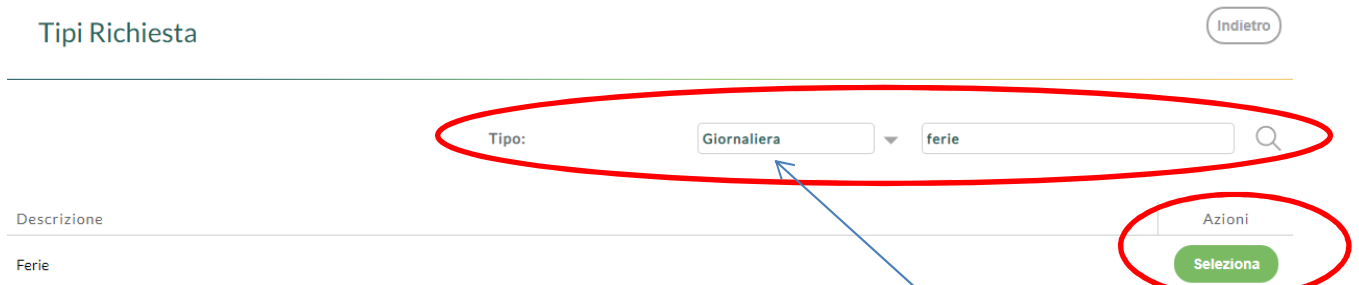 Tipi Richiesta
Indietro
Tipo: Giornaliera ferie
Descrizione Azioni
Ferie Seleziona